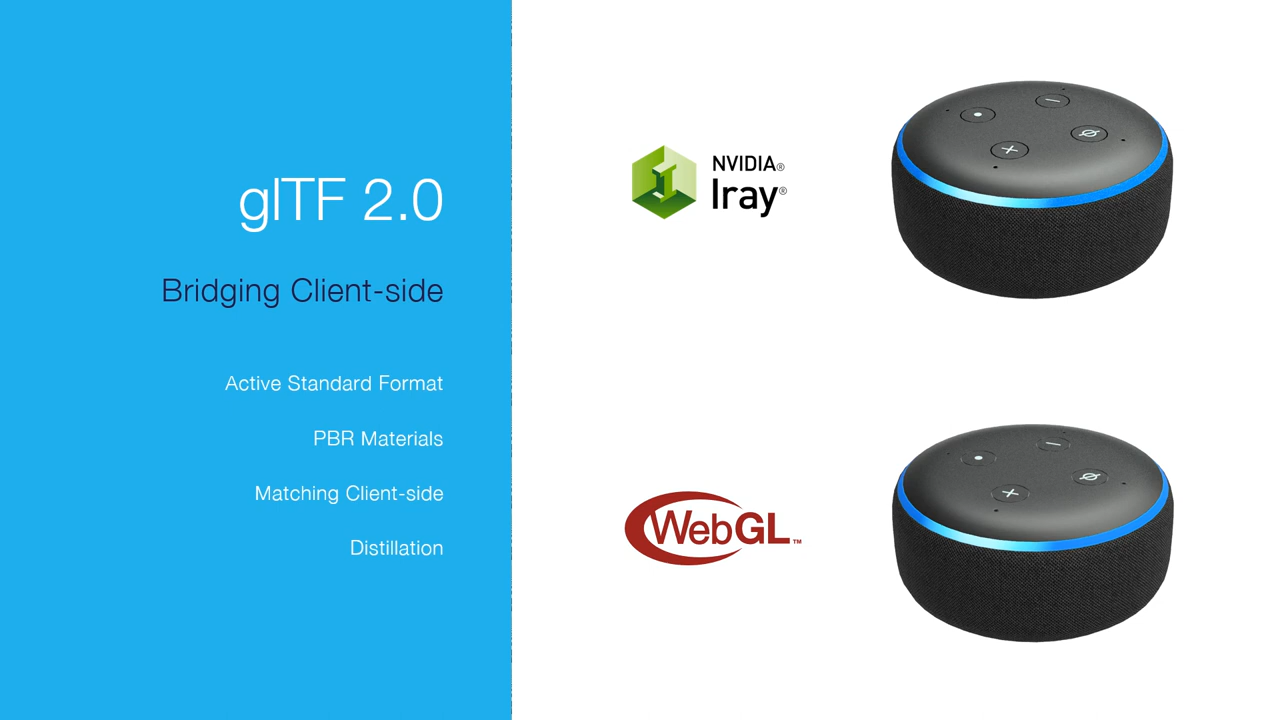 glTF 2.0
Bridging Client-side
Active Standard Format
PBR Materials
Matching Client-side
Distillation
NVIDIA®
Iray®
WebGL™